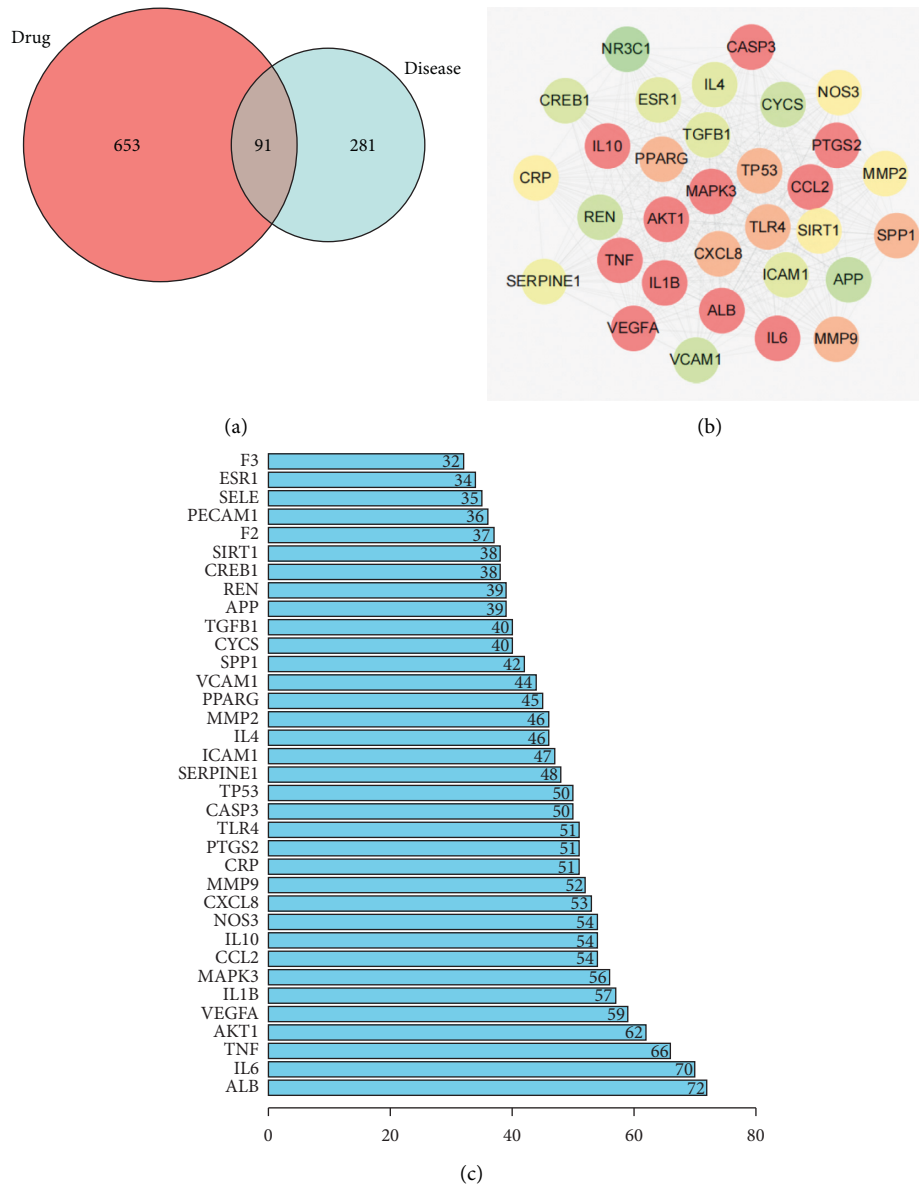 Drug
Disease
653
91
281
(a)
NR3C1
CASP3
IL4
NOS3
CREB1
ESR1
CYCS
TGFB1
IL10
PTGS2
PPARG
TP53
MMP2
CRP
MAPK3
CCL2
REN
AKT1
TLR4
SIRT1
SPP1
TNF
CXCL8
ICAM1
APP
SERPINE1
IL1B
ALB
VEGFA
IL6
MMP9
VCAM1
(b)
F3 32
ESR1 34
SELE 35
PECAM1 36
F2 37
SIRT1 38
CREB1 38
REN 39
APP 39
TGFB1 40
CYCS 40
SPP1 42
VCAM1 44
PPARG 45
MMP2 46
IL4 46
ICAM1 47
SERPINE1 48
TP53 50
CASP3 50
TLR4 51
PTGS2 51
CRP 51
MMP9 52
CXCL8 53
NOS3 54
IL10 54
CCL2 54
MAPK3 56
IL1B 57
VEGFA 59
AKT1 62
TNF 66
IL6 70
ALB 72
0 20 40 60 80
(c)